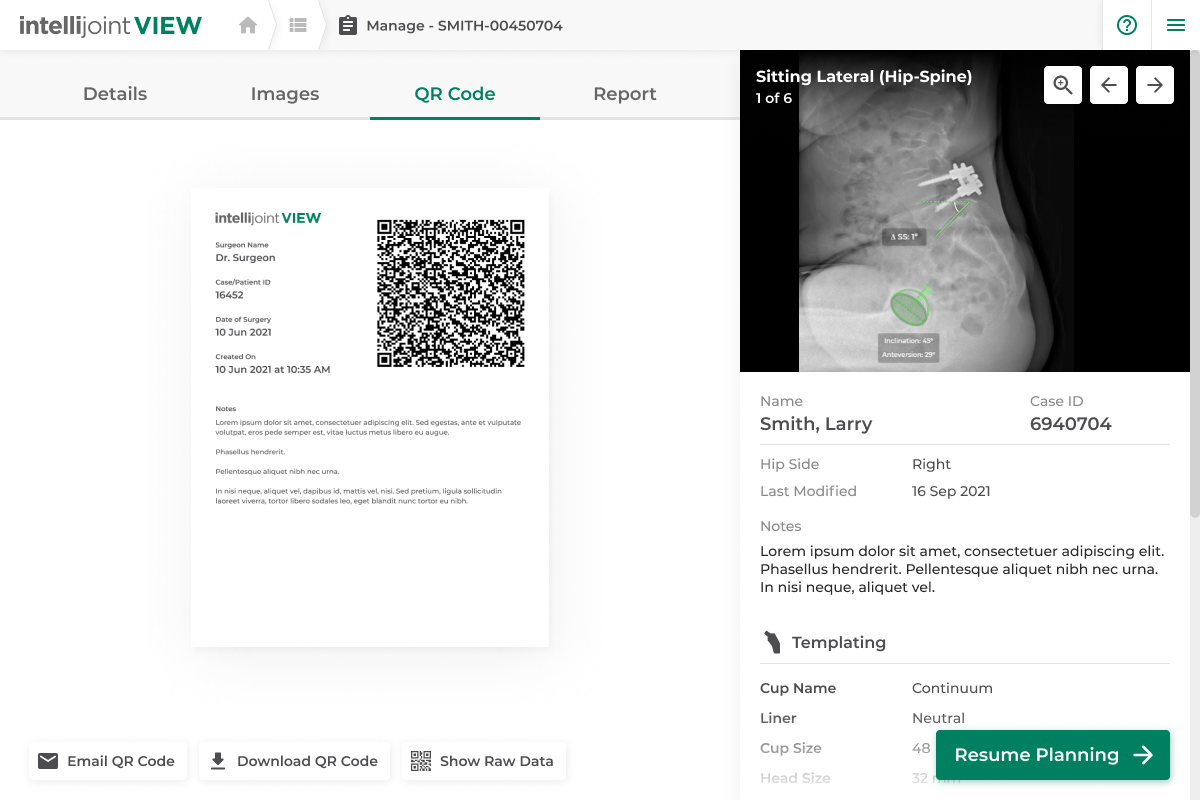 intellijoint VIEW
Manage - SMITH-00450704
Details
Images
QR Code
Report
intellijoint VIEW
Surgeon Name
Dr. Surgeon
Case/Patient ID
16452
Date of Surgery
10 Jun 2021
Created On
10 Jun 2021 at 10:35 AM
Notes
Lorem ipsum dolor sit amet, consectetuer adipiscing elit. Sed egestas, ante et vulputate
volutpat, eros pede semper est, vitae luctus metus libero eu augue.
Phasellus hendrerit.
Pellentesque aliquet nibh nec urna.
In nisi neque, aliquet vel, dapibus id, mattis vel, nisi. Sed pretium, ligula sollicitudin
laoreet viverra, tortor libero sodales leo, eget blandit nunc tortor eu nibh.
Email QR Code
Download QR Code
Show Raw Data
Sitting Lateral (Hip-Spine)
1 of 6
Δ SS: 1°
Inclination: 45°
Anteversion: 29°
Name
Case ID
Smith, Larry
6940704
Hip Side
Right
Last Modified
16 Sep 2021
Notes
Lorem ipsum dolor sit amet, consectetuer adipiscing elit.
Phasellus hendrerit. Pellentesque aliquet nibh nec urna.
In nisi neque, aliquet vel.
Templating
Cup Name
Continuum
Liner
Neutral
Cup Size
48
Head Size
32 mm
Resume Planning